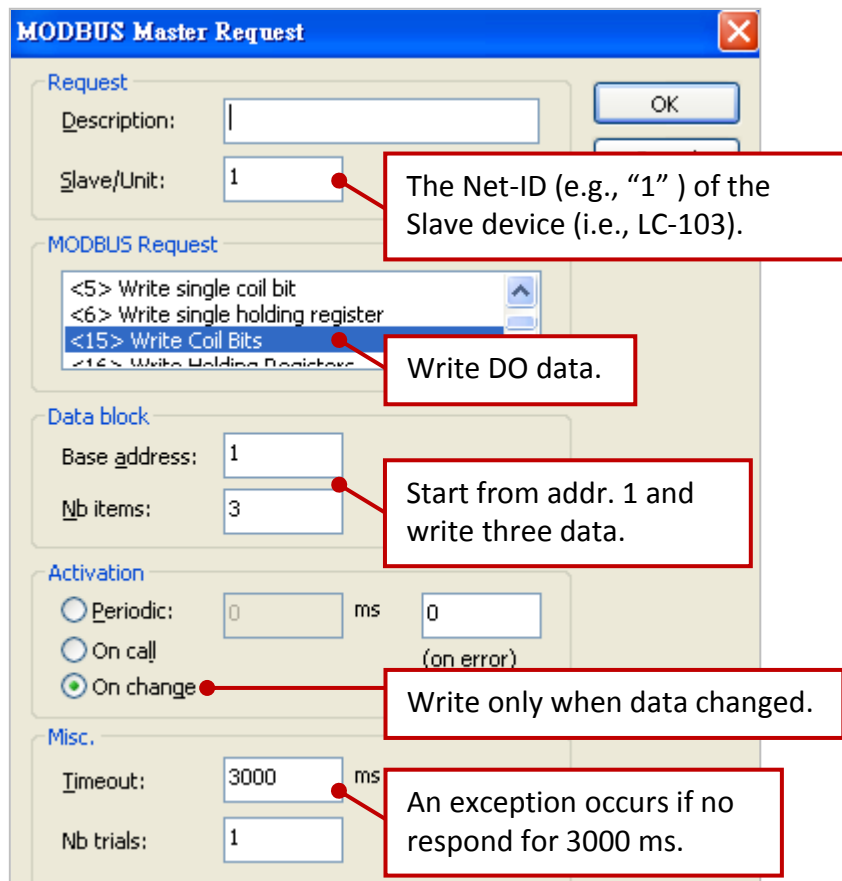 MODBUS Master Request
Request
Description:
OK
Slave/Unit: 1
The Net-ID (e.g., “1” ) of the
Slave device (i.e., LC-103).
MODBUS Request
<5> Write single coil bit
<6> Write single holding register
<15> Write Coil Bits
<16> Write Holding Registers
Write DO data.
Data block
Base address: 1
Nb items: 3
Start from addr. 1 and
write three data.
Activation
Periodic: 0 ms 0
On call (on error)
On change
Write only when data changed.
Misc.
Timeout: 3000 ms
An exception occurs if no
respond for 3000 ms.
Nb trials: 1